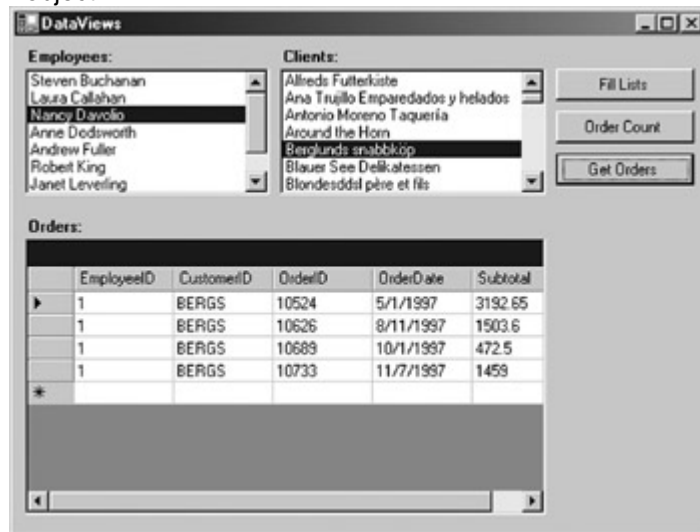 DataViews
Employees:
Steven Buchanan
Laura Callahan
Nancy Davolio
Anne Dodsworth
Andrew Fuller
Robert King
Janet Leverling
Clients:
Alfreds Futterkiste
Ana Trujillo Emparedados y helados
Antonio Moreno Taquería
Around the Horn
Berglunds snabbköp
Blauer See Delikatessen
Blondesddsl père et fils
Fill Lists
Order Count
Get Orders
Orders:
EmployeeID CustomerID OrderID OrderDate Subtotal
1 BERGS 10524 5/1/1997 3192.65
1 BERGS 10626 8/11/1997 1503.6
1 BERGS 10689 10/1/1997 472.5
1 BERGS 10733 11/7/1997 1459